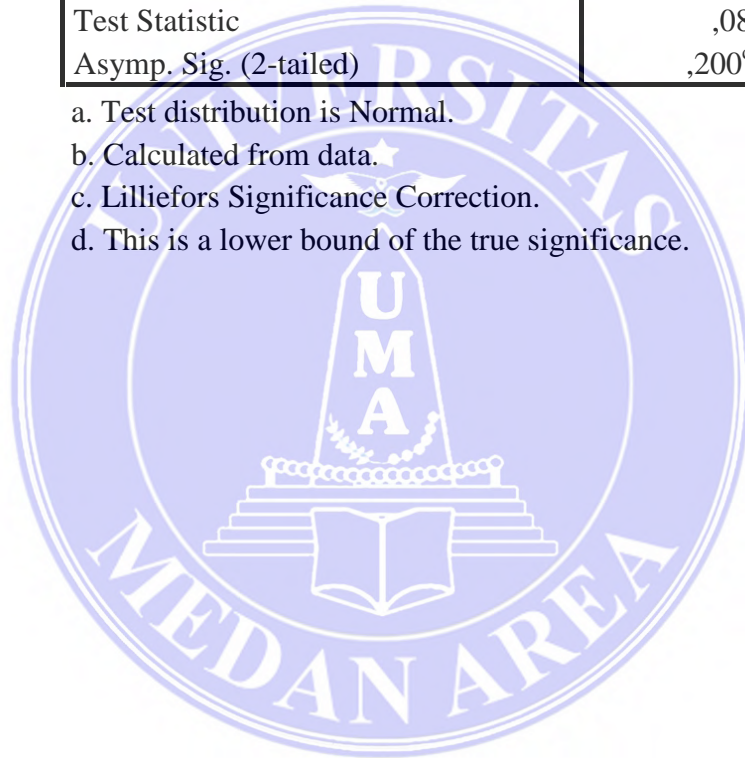 Test Statistic ,08
Asymp. Sig. (2-tailed) ,200
a. Test distribution is Normal.
b. Calculated from data.
c. Lilliefors Significance Correction.
d. This is a lower bound of the true significance.
UNIVERSITAS
U
M
A
MEDAN AREA